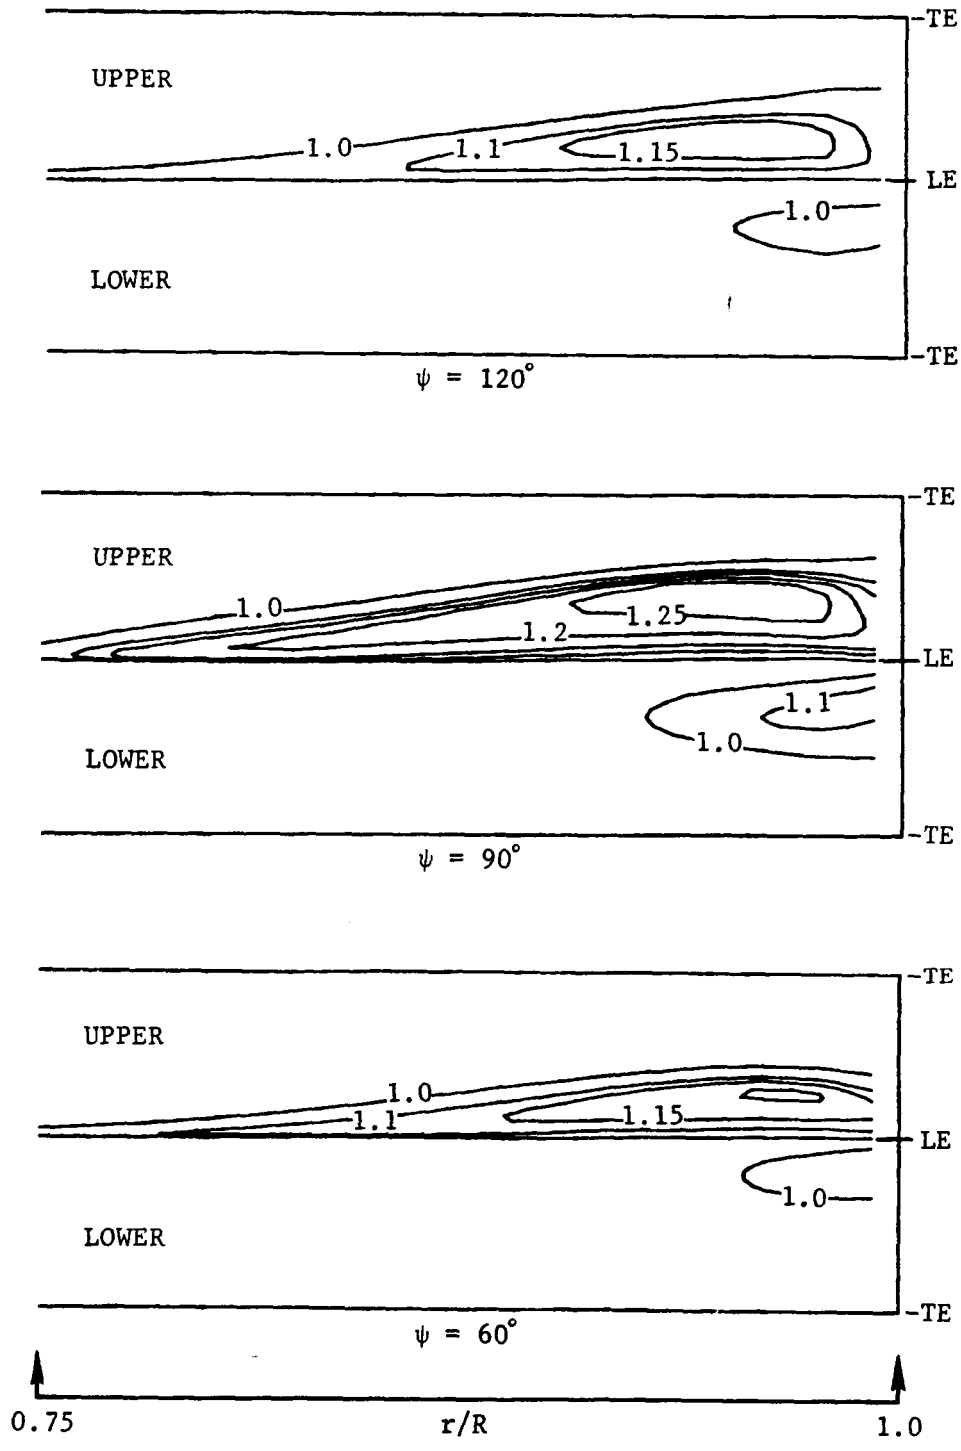 -TE
UPPER
1.0
1.1
1.15
LE
1.0
LOWER
-TE
ψ = 120°
-TE
UPPER
1.0
1.25
1.2
LE
1.1
1.0
LOWER
-TE
ψ = 90°
-TE
UPPER
1.0
1.1
1.15
LE
1.0
LOWER
-TE
ψ = 60°
0.75 r/R 1.0